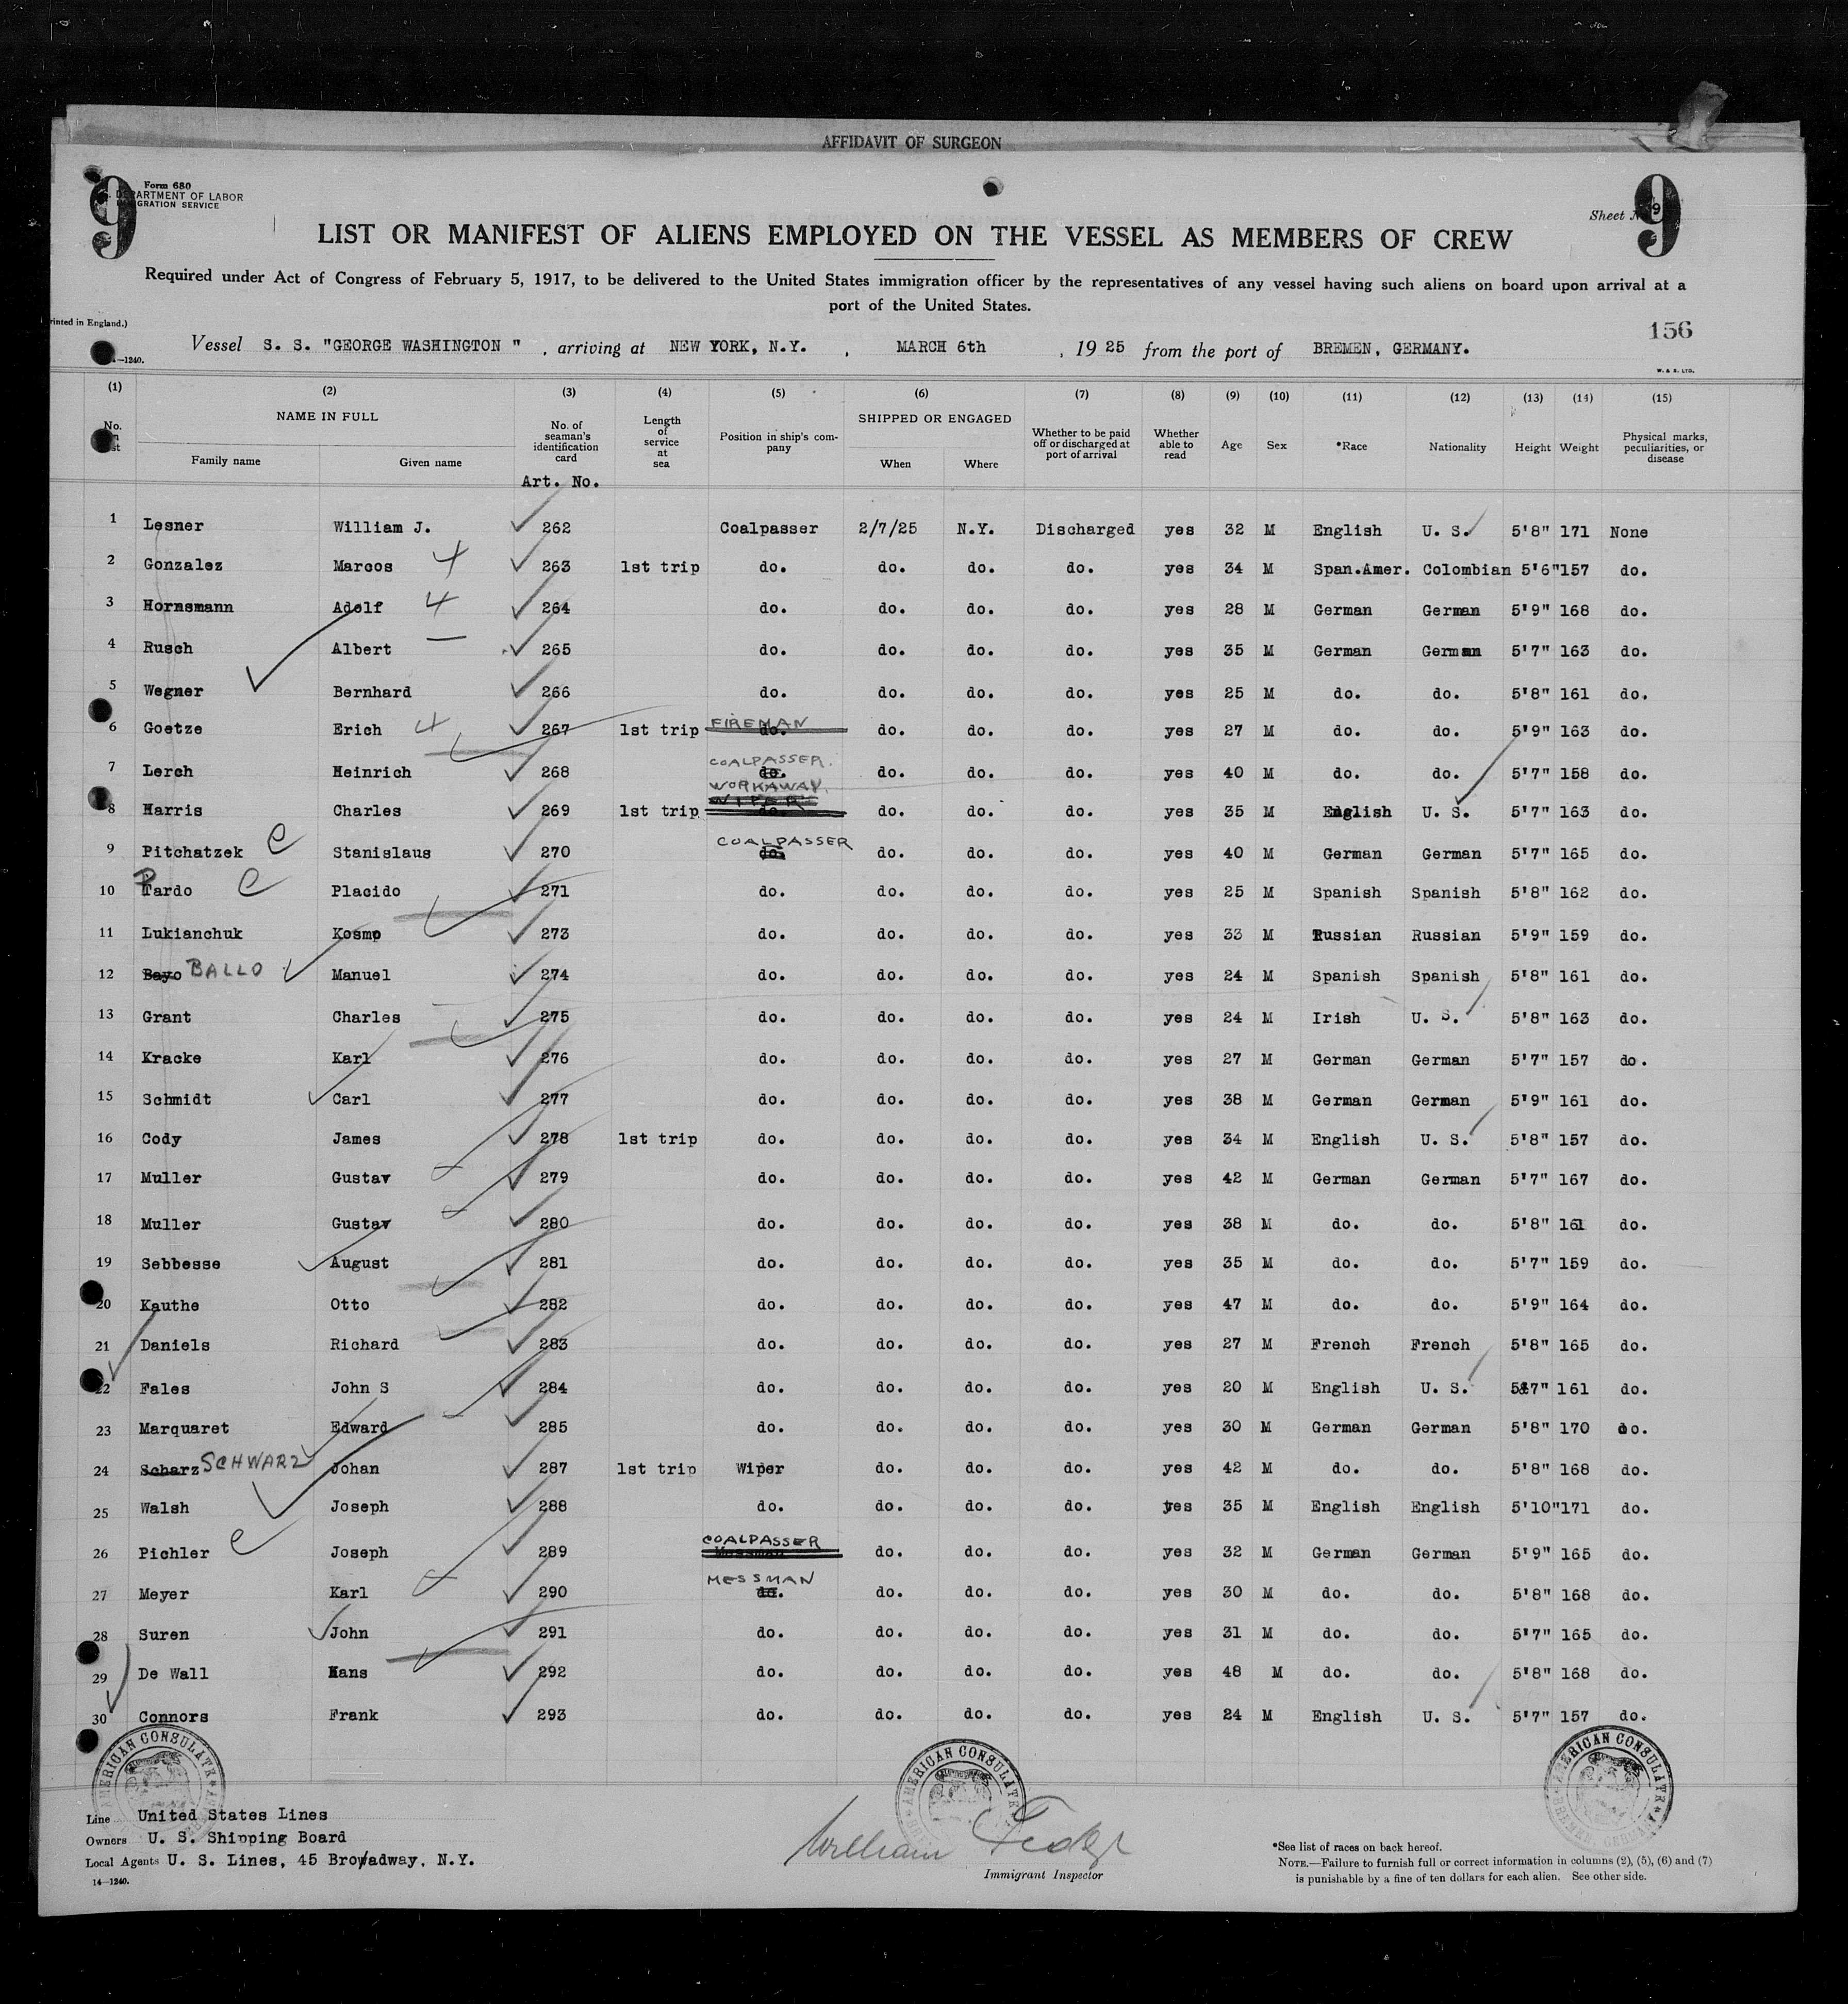 AFFIDAVIT OF SURGEON
9 9
Form 680
DEPARTMENT OF LABOR
IMMIGRATION SERVICE
Sheet No. 9
LIST OR MANIFEST OF ALIENS EMPLOYED ON THE VESSEL AS MEMBERS OF CREW
Required under Act of Congress of February 5, 1917, to be delivered to the United States immigration officer by the representatives of any vessel having such aliens on board upon arrival at a
port of the United States.
(Printed in England.)
156
14—1240.
Vessel S. S. "GEORGE WASHINGTON", arriving at NEW YORK, N.Y., MARCH 6th, 1925 from the port of BREMEN, GERMANY.
W. & S. LTD.
(1) (2) (3) (4) (5) (6) (7) (8) (9) (10) (11) (12) (13) (14) (15)
No. on list NAME IN FULL Family name Given name No. of seaman's identification card Length of service at sea Position in ship's company SHIPPED OR ENGAGED When Where Whether to be paid off or discharged at port of arrival Whether able to read Age Sex *Race Nationality Height Weight Physical marks, peculiarities, or disease
Art. No.
1 Lesner William J. 262 Coalpasser 2/7/25 N.Y. Discharged yes 32 M English U. S. 5'8" 171 None
2 Gonzalez Marcos 4 263 1st trip do. do. do. do. yes 34 M Span.Amer. Colombian 5'6" 157 do.
3 Hornsmann Adolf 4 264 do. do. do. do. yes 28 M German German 5'9" 168 do.
4 Rusch Albert 265 do. do. do. do. yes 35 M German German 5'7" 163 do.
5 Wegner Bernhard 266 do. do. do. do. yes 25 M do. do. 5'8" 161 do.
6 Goetze Erich 4 267 1st trip FIREMAN do. do. do. do. yes 27 M do. do. 5'9" 163 do.
7 Lerch Heinrich 268 COALPASSER. do. do. do. do. yes 40 M do. do. 5'7" 158 do.
8 Harris Charles 269 1st trip WORKAWAY. WIPER do. do. do. do. yes 35 M English U. S. 5'7" 163 do.
9 Pitchatzek C Stanislaus 270 COALPASSER do. do. do. do. yes 40 M German German 5'7" 165 do.
10 Pardo C Placido 271 do. do. do. do. yes 25 M Spanish Spanish 5'8" 162 do.
11 Lukianchuk Kosmo 273 do. do. do. do. yes 33 M Russian Russian 5'9" 159 do.
12 Bayo BALLO Manuel 274 do. do. do. do. yes 24 M Spanish Spanish 5'8" 161 do.
13 Grant Charles 275 do. do. do. do. yes 24 M Irish U. S. 5'8" 163 do.
14 Kracke Karl 276 do. do. do. do. yes 27 M German German 5'7" 157 do.
15 Schmidt Carl 277 do. do. do. do. yes 38 M German German 5'9" 161 do.
16 Cody James 278 1st trip do. do. do. do. yes 34 M English U. S. 5'8" 157 do.
17 Muller Gustav 279 do. do. do. do. yes 42 M German German 5'7" 167 do.
18 Muller Gustav 280 do. do. do. do. yes 38 M do. do. 5'8" 161 do.
19 Sebbesse August 281 do. do. do. do. yes 35 M do. do. 5'7" 159 do.
20 Kauthe Otto 282 do. do. do. do. yes 47 M do. do. 5'9" 164 do.
21 Daniels Richard 283 do. do. do. do. yes 27 M French French 5'8" 165 do.
22 Fales John S 284 do. do. do. do. yes 20 M English U. S. 5'7" 161 do.
23 Marquaret Edward 285 do. do. do. do. yes 30 M German German 5'8" 170 do.
24 Scharz SCHWARZ Johan 287 1st trip Wiper do. do. do. yes 42 M do. do. 5'8" 168 do.
25 Walsh Joseph 288 do. do. do. do. yes 35 M English English 5'10" 171 do.
26 Pichler C Joseph 289 COALPASSER Messman do. do. do. yes 32 M German German 5'9" 165 do.
27 Meyer Karl 290 MESSMAN do. do. do. do. yes 30 M do. do. 5'8" 168 do.
28 Suren John 291 do. do. do. do. yes 31 M do. do. 5'7" 165 do.
29 De Wall Hans 292 do. do. do. do. yes 48 M do. do. 5'8" 168 do.
30 Connors Frank 293 do. do. do. do. yes 24 M English U. S. 5'7" 157 do.
AMERICAN CONSULATE AMERICAN CONSULATE AMERICAN CONSULATE BREMEN, GERMANY
Line United States Lines
Owners U. S. Shipping Board
Local Agents U. S. Lines, 45 Broadway, N.Y.
14—1240.
William
Immigrant Inspector
*See list of races on back hereof.
NOTE.—Failure to furnish full or correct information in columns (2), (5), (6) and (7)
is punishable by a fine of ten dollars for each alien. See other side.